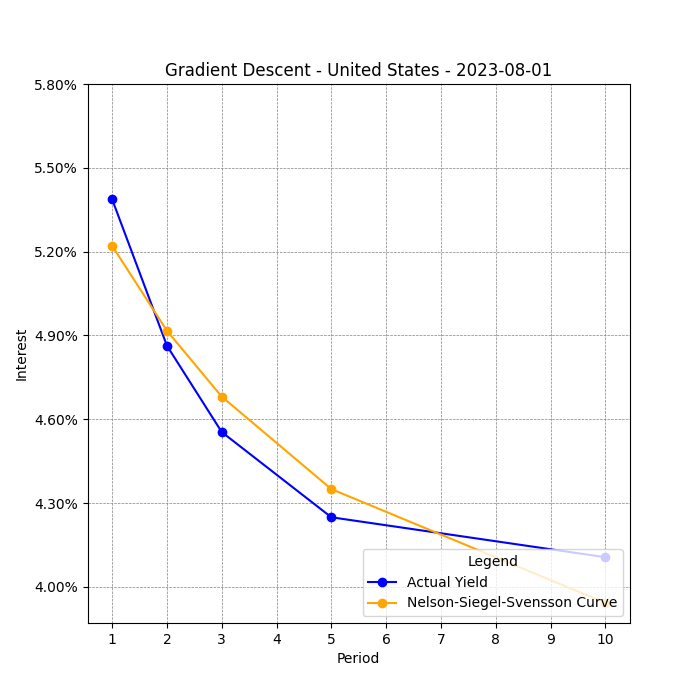 Gradient Descent - United States - 2023-08-01
5.80%
5.50%
5.20%
4.90%
4.60%
4.30%
4.00%
Interest
Legend
Actual Yield
Nelson-Siegel-Svensson Curve
1 2 3 4 5 6 7 8 9 10
Period